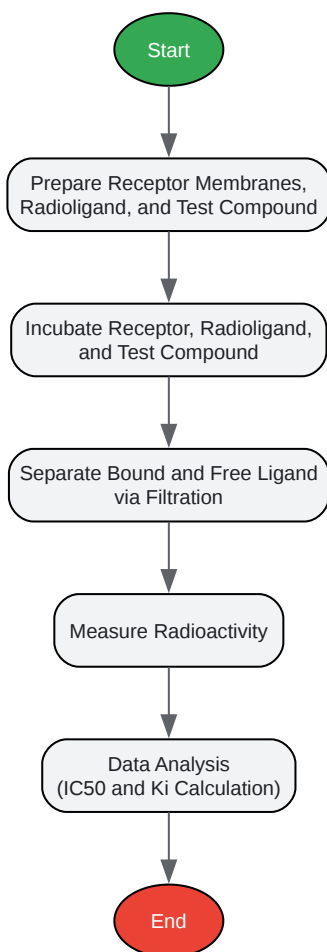 Start
Prepare Receptor Membranes,
Radioligand, and Test Compound
Incubate Receptor, Radioligand,
and Test Compound
Separate Bound and Free Ligand
via Filtration
Measure Radioactivity
Data Analysis
(IC50 and Ki Calculation)
End